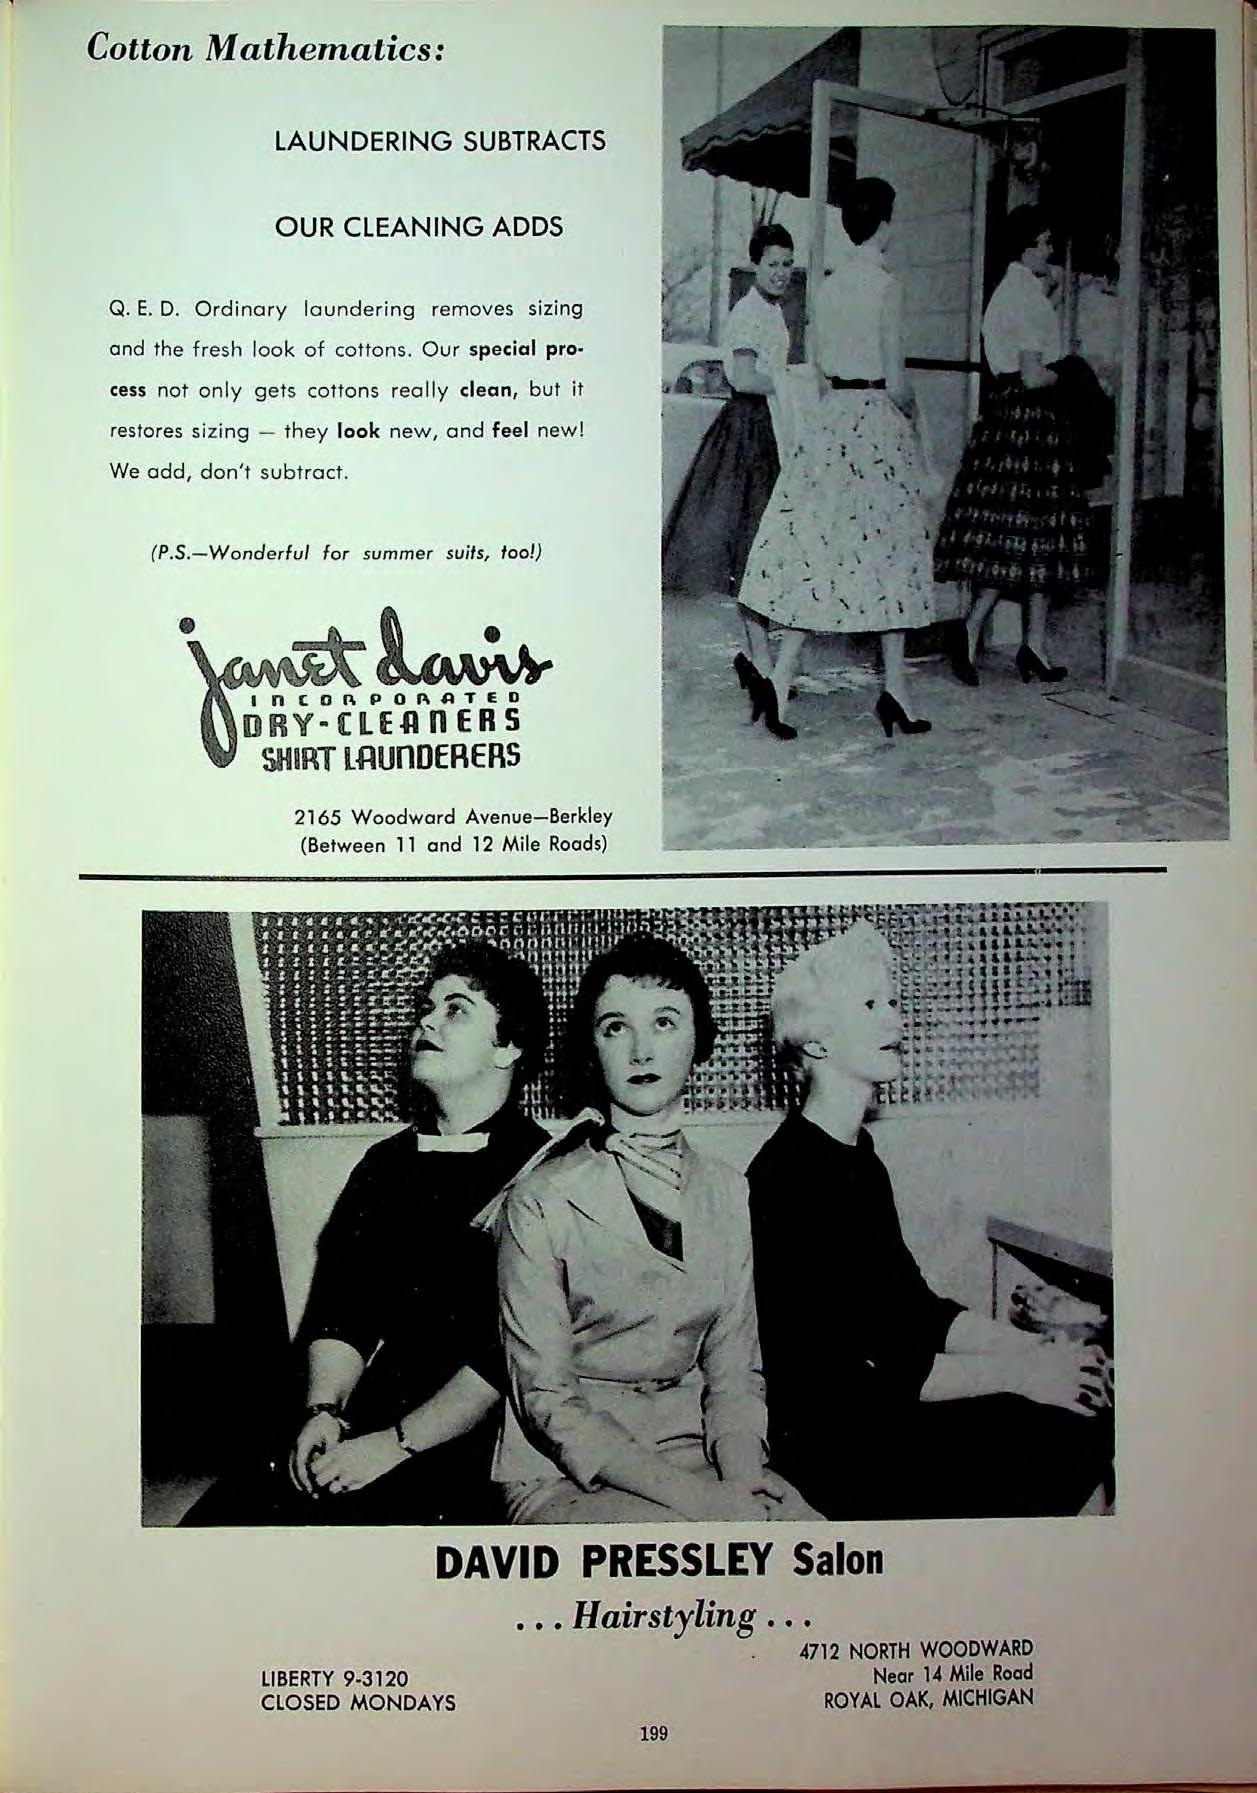 Cotton Mathematics:
LAUNDERING SUBTRACTS
OUR CLEANING ADDS
Q. E. D. Ordinary laundering removes sizing
and the fresh look of cottons. Our special pro-
cess not only gets cottons really clean, but it
restores sizing — they look new, and feel new!
We add, don't subtract.
(P.S.—Wonderful for summer suits, too!)
janet davis
INCORPORATED
DRY-CLEANERS
SHIRT LAUNDERERS
2165 Woodward Avenue—Berkley
(Between 11 and 12 Mile Roads)
DAVID PRESSLEY Salon
...Hairstyling...
LIBERTY 9-3120
CLOSED MONDAYS
4712 NORTH WOODWARD
Near 14 Mile Road
ROYAL OAK, MICHIGAN
199